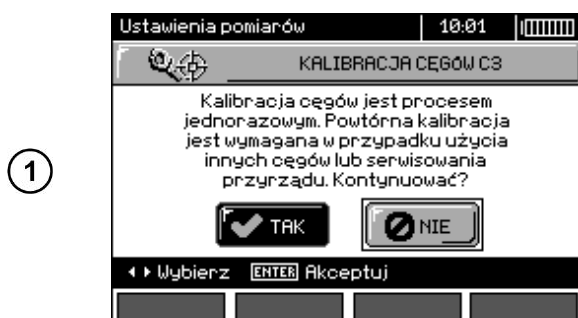 Ustawienia pomiarów 10:01
KALIBRACJA CĘGÓW C3
Kalibracja cęgów jest procesem
jednorazowym. Powtórna kalibracja
jest wymagana w przypadku użycia
innych cęgów lub serwisowania
przyrządu. Kontynuować?
1
TAK NIE
Wybierz ENTER Akceptuj